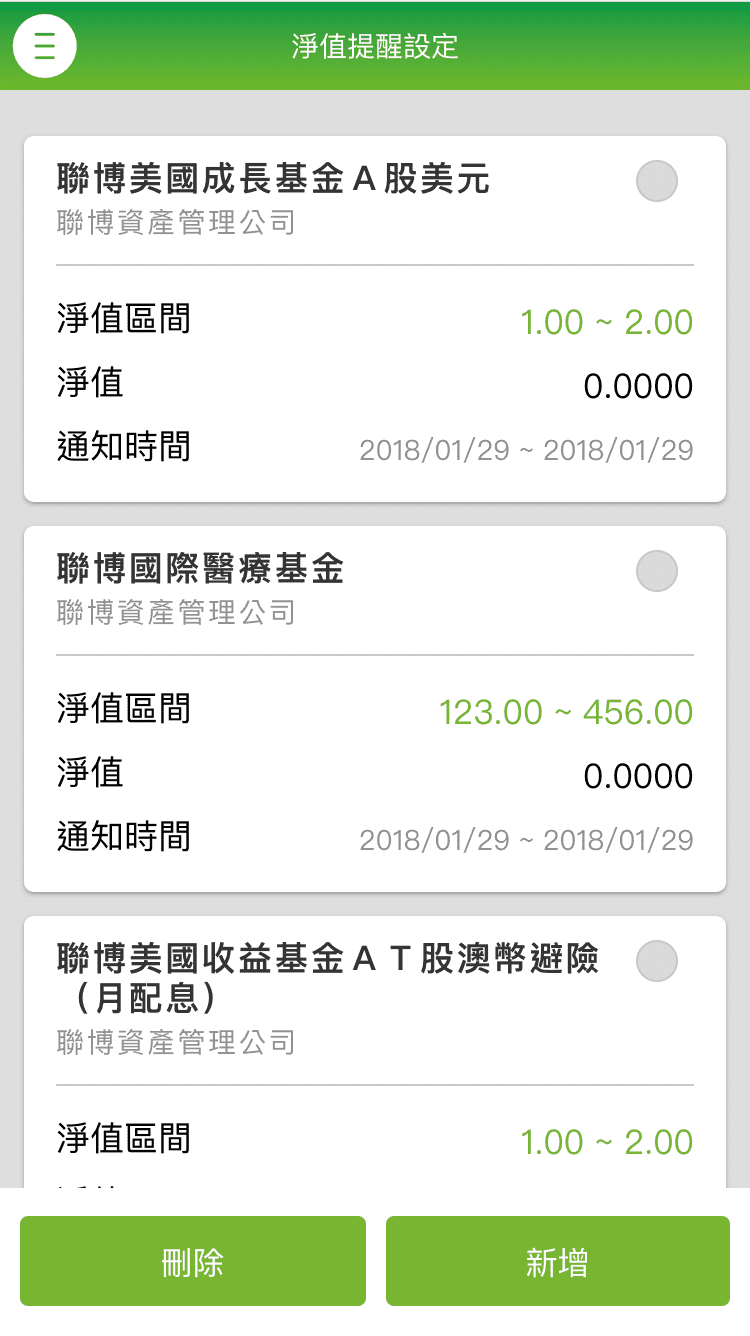 淨值提醒設定
聯博美國成長基金Ａ股美元
聯博資產管理公司
淨值區間 1.00 ~ 2.00
淨值 0.0000
通知時間 2018/01/29 ~ 2018/01/29
聯博國際醫療基金
聯博資產管理公司
淨值區間 123.00 ~ 456.00
淨值 0.0000
通知時間 2018/01/29 ~ 2018/01/29
聯博美國收益基金ＡＴ股澳幣避險
（月配息）
聯博資產管理公司
淨值區間 1.00 ~ 2.00
刪除 新增